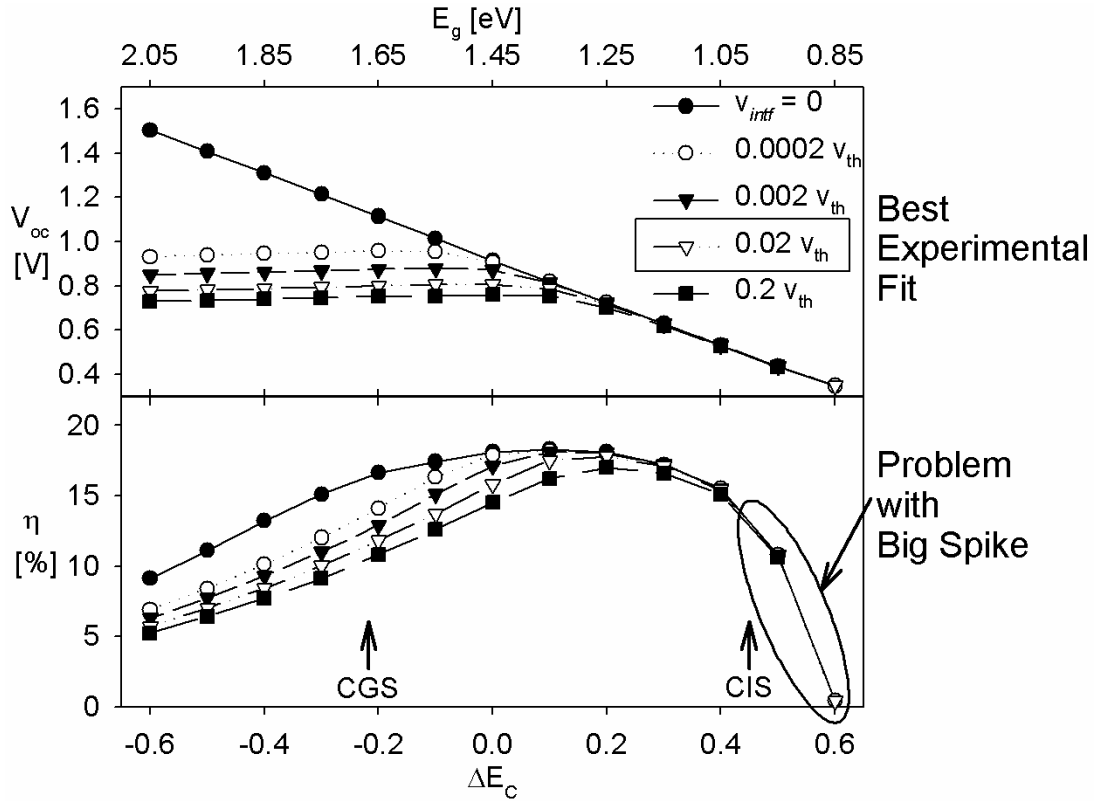 E_g [eV]
2.05 1.85 1.65 1.45 1.25 1.05 0.85
1.6
1.4
1.2
1.0
0.8
0.6
0.4
V_oc
[V]
v_intf = 0
0.0002 v_th
0.002 v_th
0.02 v_th
0.2 v_th
Best
Experimental
Fit
20
15
10
5
0
η
[%]
CGS
CIS
Problem
with
Big Spike
-0.6 -0.4 -0.2 0.0 0.2 0.4 0.6
ΔE_C